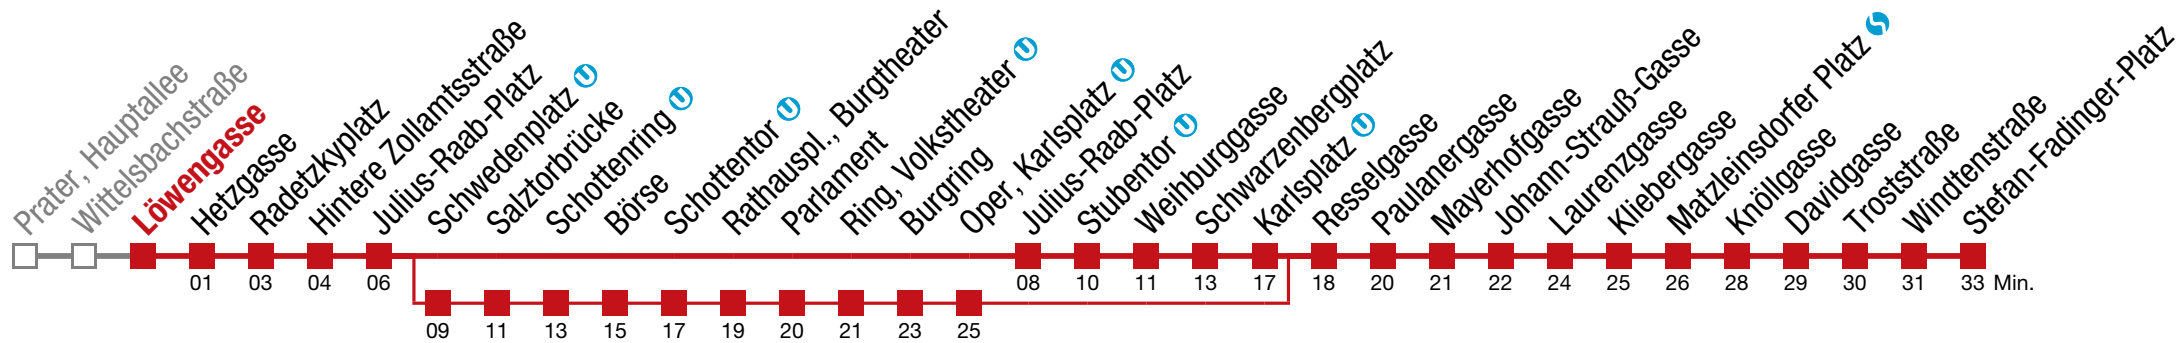 Prater, Hauptallee
Wittelsbachstraße
Löwengasse
Hetzgasse
Radetzkyplatz
Hintere Zollamtsstraße
Julius-Raab-Platz
Schwedenplatz U
Salztorbrücke
Schottenring U
Börse
Schottentor U
Rathauspl., Burgtheater
Parlament
Ring, Volkstheater U
Burgring
Oper, Karlsplatz U
Julius-Raab-Platz
Stubentor U
Weihburggasse
Schwarzenbergplatz
Karlsplatz U
Resselgasse
Paulanergasse
Mayerhofgasse
Johann-Strauß-Gasse
Laurenzgasse
Kliebergasse
Matzleinsdorfer Platz S
Knöllgasse
Davidgasse
Troststraße
Windtenstraße
Stefan-Fadinger-Platz
01 03 04 06 08 10 11 13 17 18 20 21 22 24 25 26 28 29 30 31 33 Min.
09 11 13 15 17 19 20 21 23 25